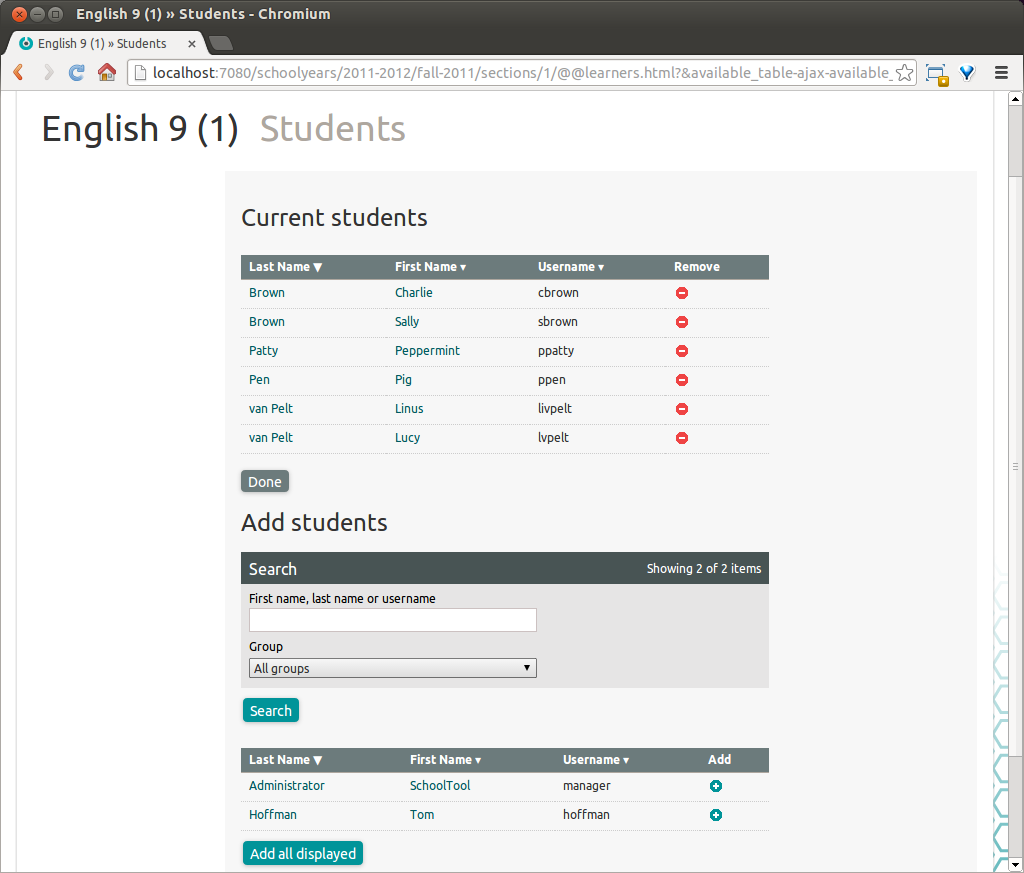 English 9 (1) » Students - Chromium
English 9 (1) » Students
localhost:7080/schoolyears/2011-2012/fall-2011/sections/1/@@learners.html?&available_table-ajax-available_
English 9 (1) Students
Current students
Last Name ▼ First Name ▾ Username ▾ Remove
Brown Charlie cbrown
Brown Sally sbrown
Patty Peppermint ppatty
Pen Pig ppen
van Pelt Linus livpelt
van Pelt Lucy lvpelt
Done
Add students
Search Showing 2 of 2 items
First name, last name or username
Group
All groups
Search
Last Name ▼ First Name ▾ Username ▾ Add
Administrator SchoolTool manager
Hoffman Tom hoffman
Add all displayed